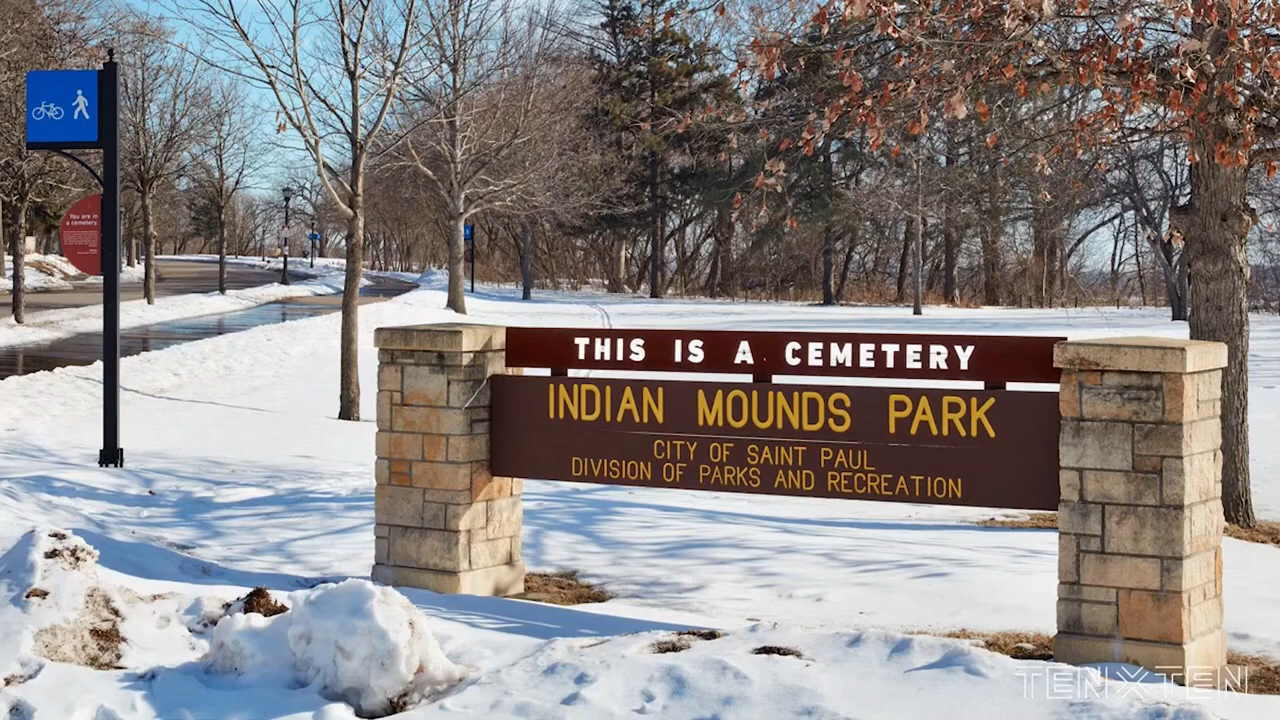 You are in
a cemetery.
THIS IS A CEMETERY
INDIAN MOUNDS PARK
CITY OF SAINT PAUL
DIVISION OF PARKS AND RECREATION
TENXTEN